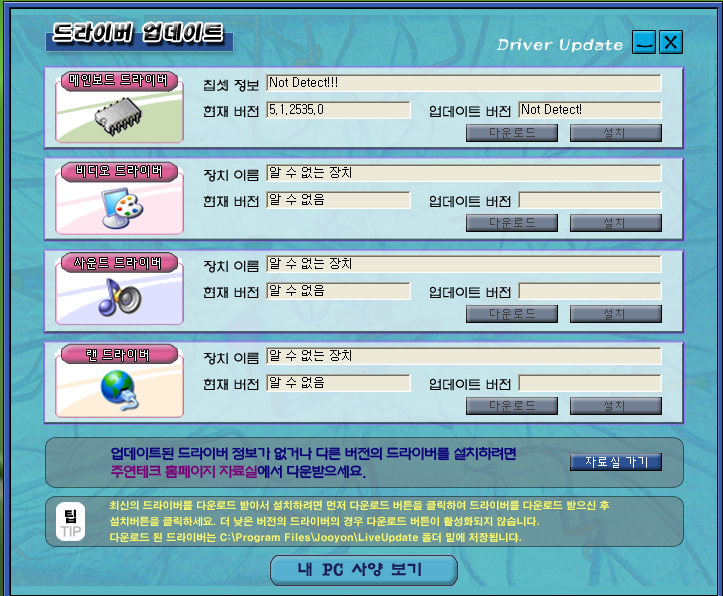 드라이버 업데이트
Driver Update
메인보드 드라이버
칩셋 정보 Not Detect!!!
현재 버전 5,1,2535,0 업데이트 버전 Not Detect!
다운로드 설치
비디오 드라이버
장치 이름 알 수 없는 장치
현재 버전 알 수 없음 업데이트 버전
다운로드 설치
사운드 드라이버
장치 이름 알 수 없는 장치
현재 버전 알 수 없음 업데이트 버전
다운로드 설치
랜 드라이버
장치 이름 알 수 없는 장치
현재 버전 알 수 없음 업데이트 버전
다운로드 설치
업데이트된 드라이버 정보가 없거나 다른 버전의 드라이버를 설치하려면
주연테크 홈페이지 자료실에서 다운받으세요.
자료실 가기
팁
TIP
최신의 드라이버를 다운로드 받아서 설치하려면 먼저 다운로드 버튼을 클릭하여 드라이버를 다운로드 받으신 후
설치버튼을 클릭하세요. 더 낮은 버전의 드라이버의 경우 다운로드 버튼이 활성화되지 않습니다.
다운로드 된 드라이버는 C:\Program Files\Jooyon\LiveUpdate 폴더 밑에 저장됩니다.
내 PC 사양 보기